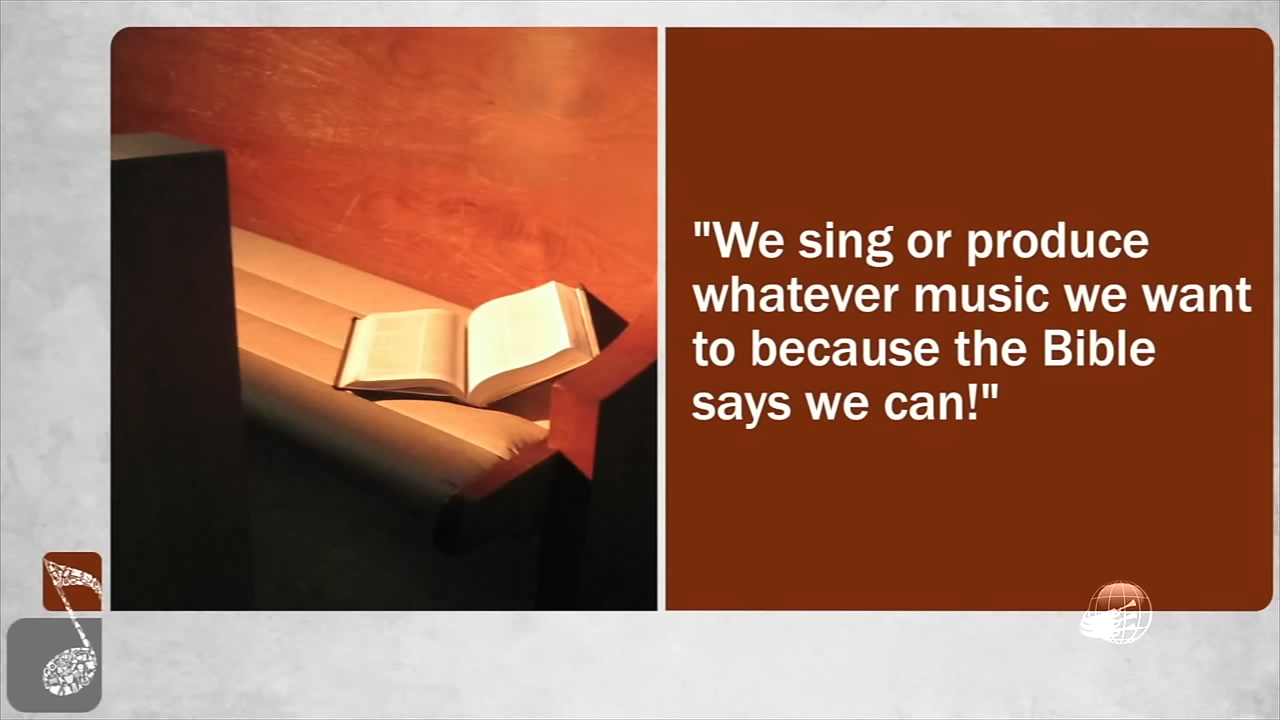 "We sing or produce
whatever music we want
to because the Bible
says we can!"